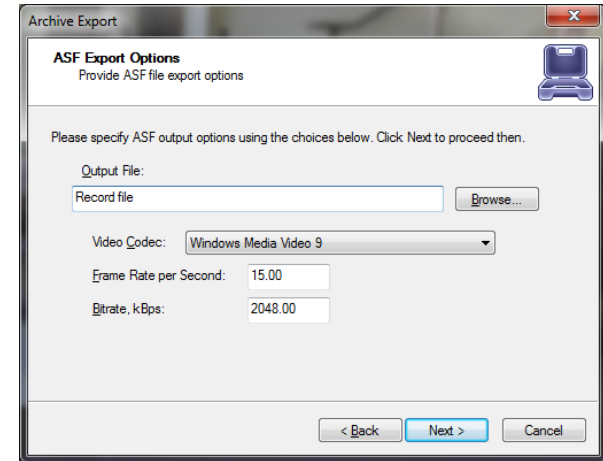 Archive Export
ASF Export Options
Provide ASF file export options
Please specify ASF output options using the choices below. Click Next to proceed then.
Output File:
Record file
Browse...
Video Codec: Windows Media Video 9
Frame Rate per Second: 15.00
Bitrate, kBps: 2048.00
< Back Next > Cancel